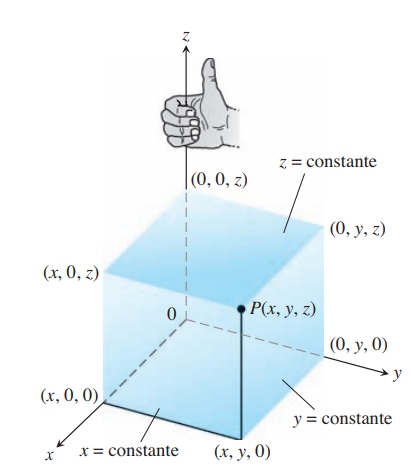 z
z = constante
(0, 0, z)
(0, y, z)
(x, 0, z)
P(x, y, z)
0
(0, y, 0)
y
(x, 0, 0)
y = constante
x
x = constante
(x, y, 0)